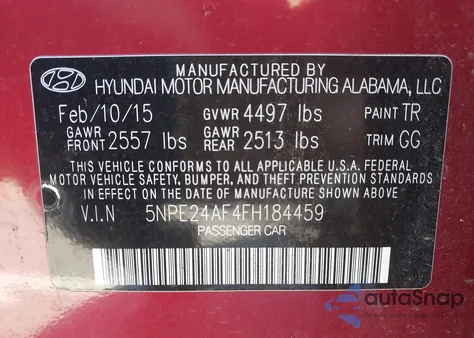 MANUFACTURED BY
HYUNDAI MOTOR MANUFACTURING ALABAMA, LLC
Feb/10/15 GVWR 4497 lbs PAINT TR
GAWR FRONT 2557 lbs GAWR REAR 2513 lbs TRIM GG
THIS VEHICLE CONFORMS TO ALL APPLICABLE U.S.A. FEDERAL
MOTOR VEHICLE SAFETY, BUMPER, AND THEFT PREVENTION STANDARDS
IN EFFECT ON THE DATE OF MANUFACTURE SHOWN ABOVE.
V.I.N 5NPE24AF4FH184459
PASSENGER CAR
autaSnap